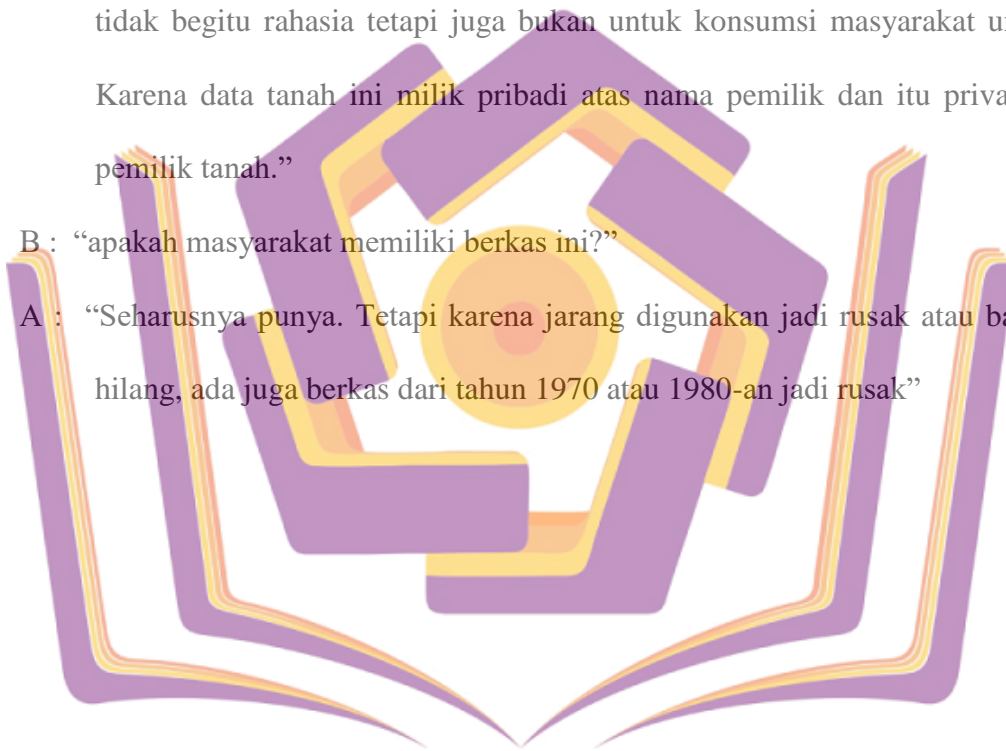 tidak begitu rahasia tetapi juga bukan untuk konsumsi masyarakat
Karena data tanah ini milik pribadi atas nama pemilik dan itu
pemilik tanah.”
B : “apakah masyarakat memiliki berkas ini?”
A : “Seharusnya punya. Tetapi karena jarang digunakan jadi rusak atau
hilang, ada juga berkas dari tahun 1970 atau 1980-an jadi rusak”